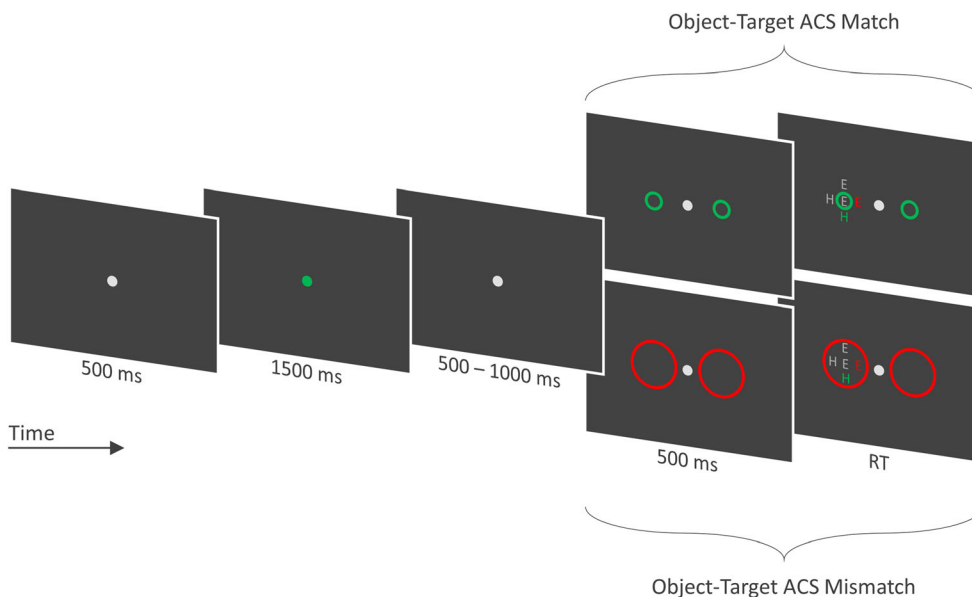 Object-Target ACS Match
E
H E E
H
E
H E E
H
500 ms
1500 ms
500 – 1000 ms
500 ms
RT
Time
Object-Target ACS Mismatch